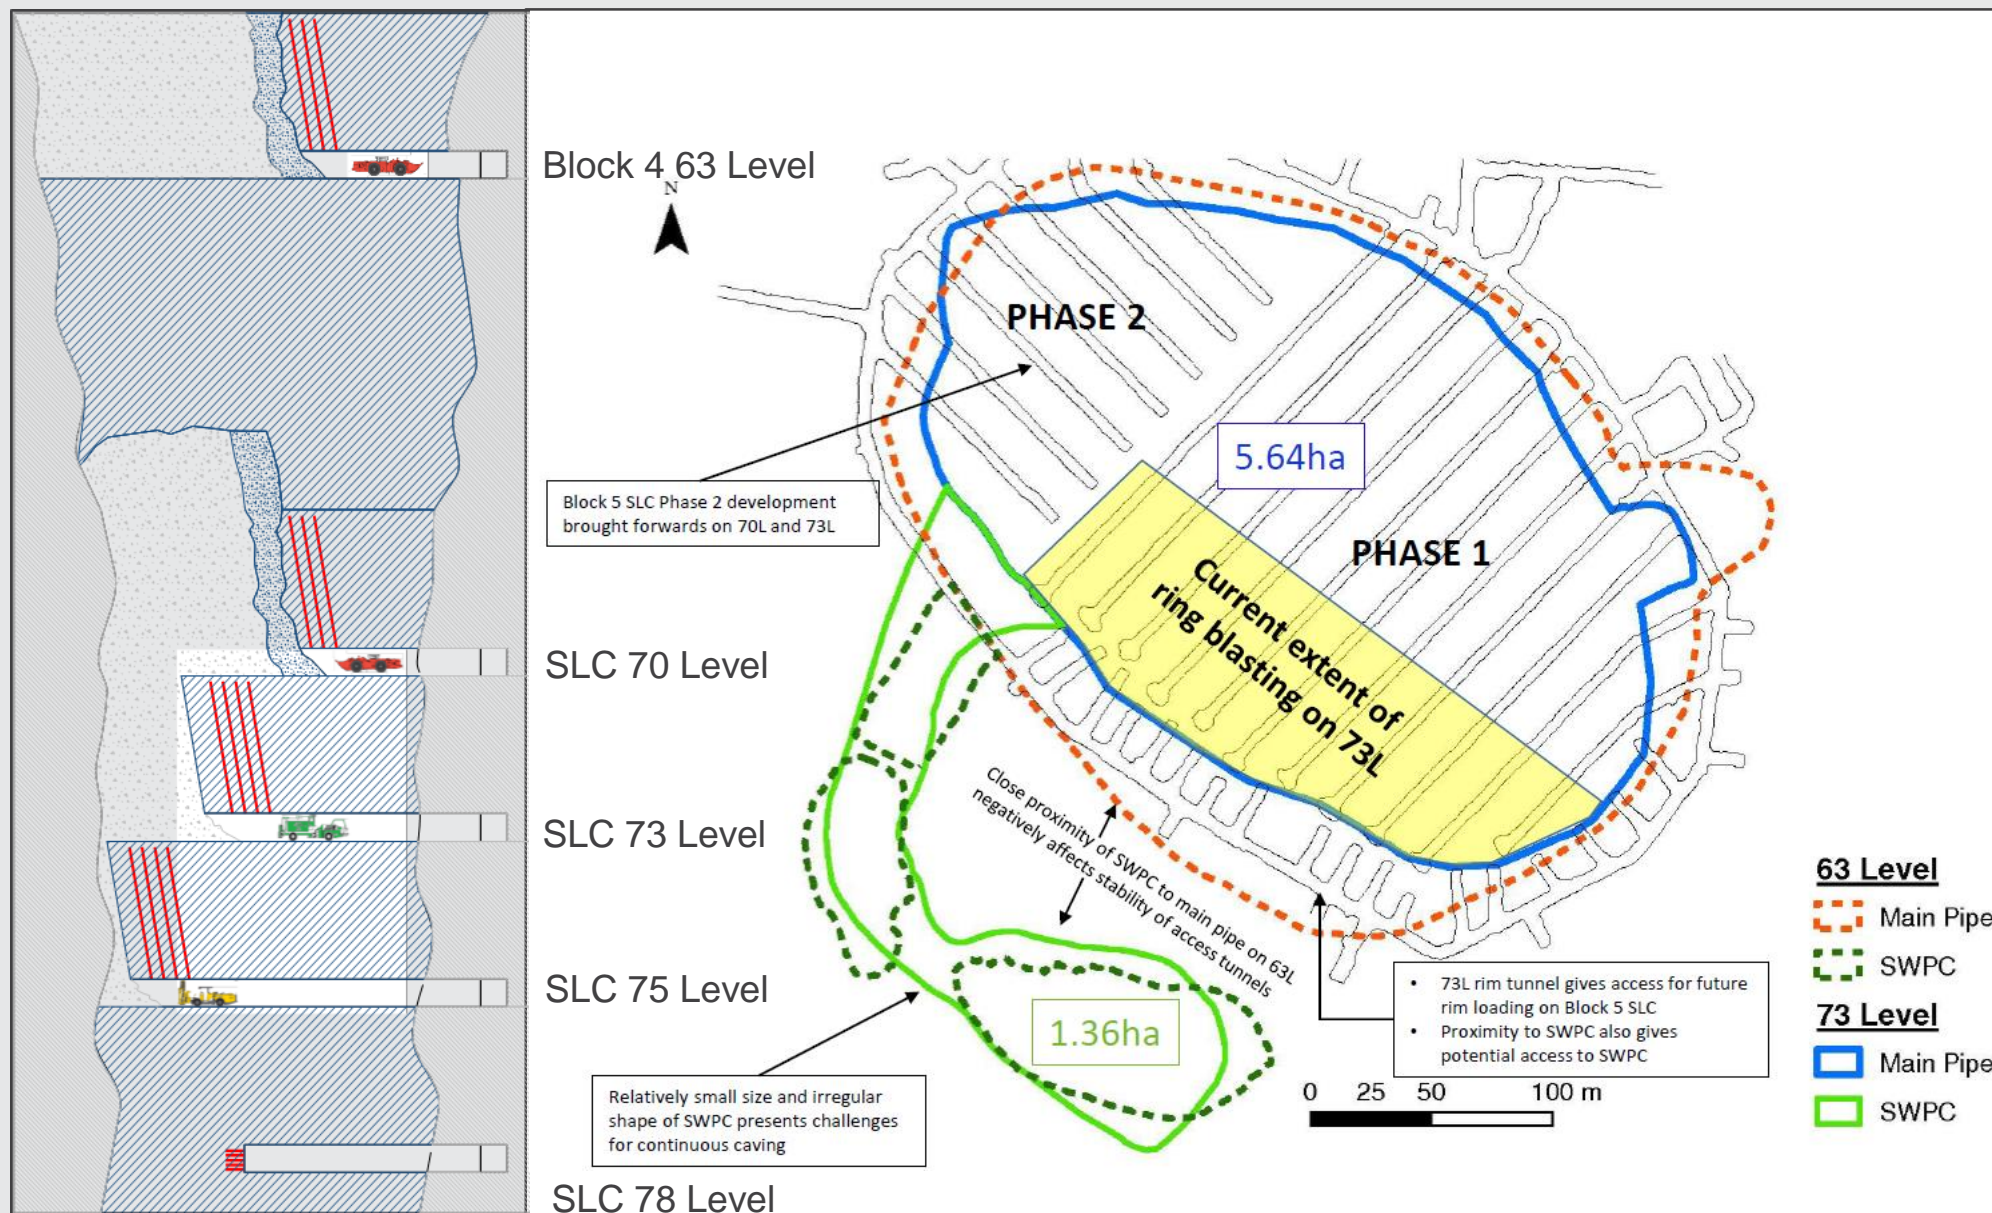 Block 4 63 Level
N
SLC 70 Level
SLC 73 Level
SLC 75 Level
SLC 78 Level
PHASE 2
5.64ha
PHASE 1
Block 5 SLC Phase 2 development
brought forwards on 70L and 73L
Current extent of
ring blasting on 73L
Close proximity of SWPC to main pipe on 63L
negatively affects stability of access tunnels
1.36ha
• 73L rim tunnel gives access for future
rim loading on Block 5 SLC
• Proximity to SWPC also gives
potential access to SWPC
Relatively small size and irregular
shape of SWPC presents challenges
for continuous caving
0 25 50 100 m
63 Level
Main Pipe
SWPC
73 Level
Main Pipe
SWPC